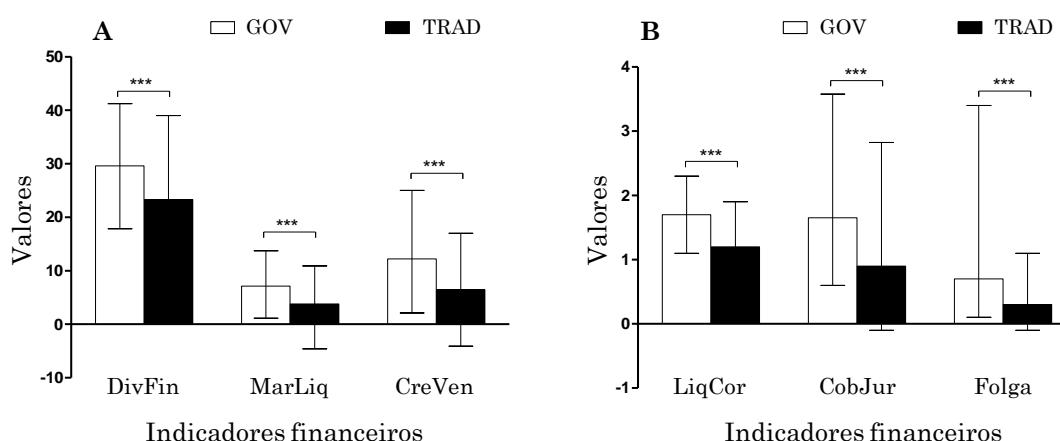 A
GOV TRAD
50
40
30
20
10
0
-10
Valores
***
***
***
DivFin MarLiq CreVen
Indicadores financeiros
B
GOV TRAD
4
3
2
1
0
-1
Valores
***
***
***
LiqCor CobJur Folga
Indicadores financeiros